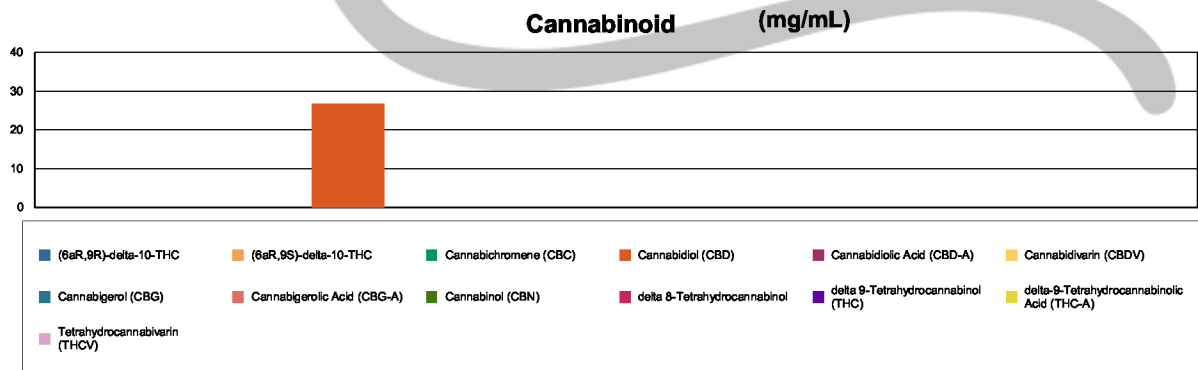 Cannabinoid (mg/mL)
40
30
20
10
0
(6aR,9R)-delta-10-THC
(6aR,9S)-delta-10-THC
Cannabichromene (CBC)
Cannabidiol (CBD)
Cannabidiolic Acid (CBD-A)
Cannabidivarin (CBDV)
Cannabigerol (CBG)
Cannabigerolic Acid (CBG-A)
Cannabinol (CBN)
delta 8-Tetrahydrocannabinol
delta 9-Tetrahydrocannabinol
(THC)
delta-9-Tetrahydrocannabinolic
Acid (THC-A)
Tetrahydrocannabivarin
(THCV)